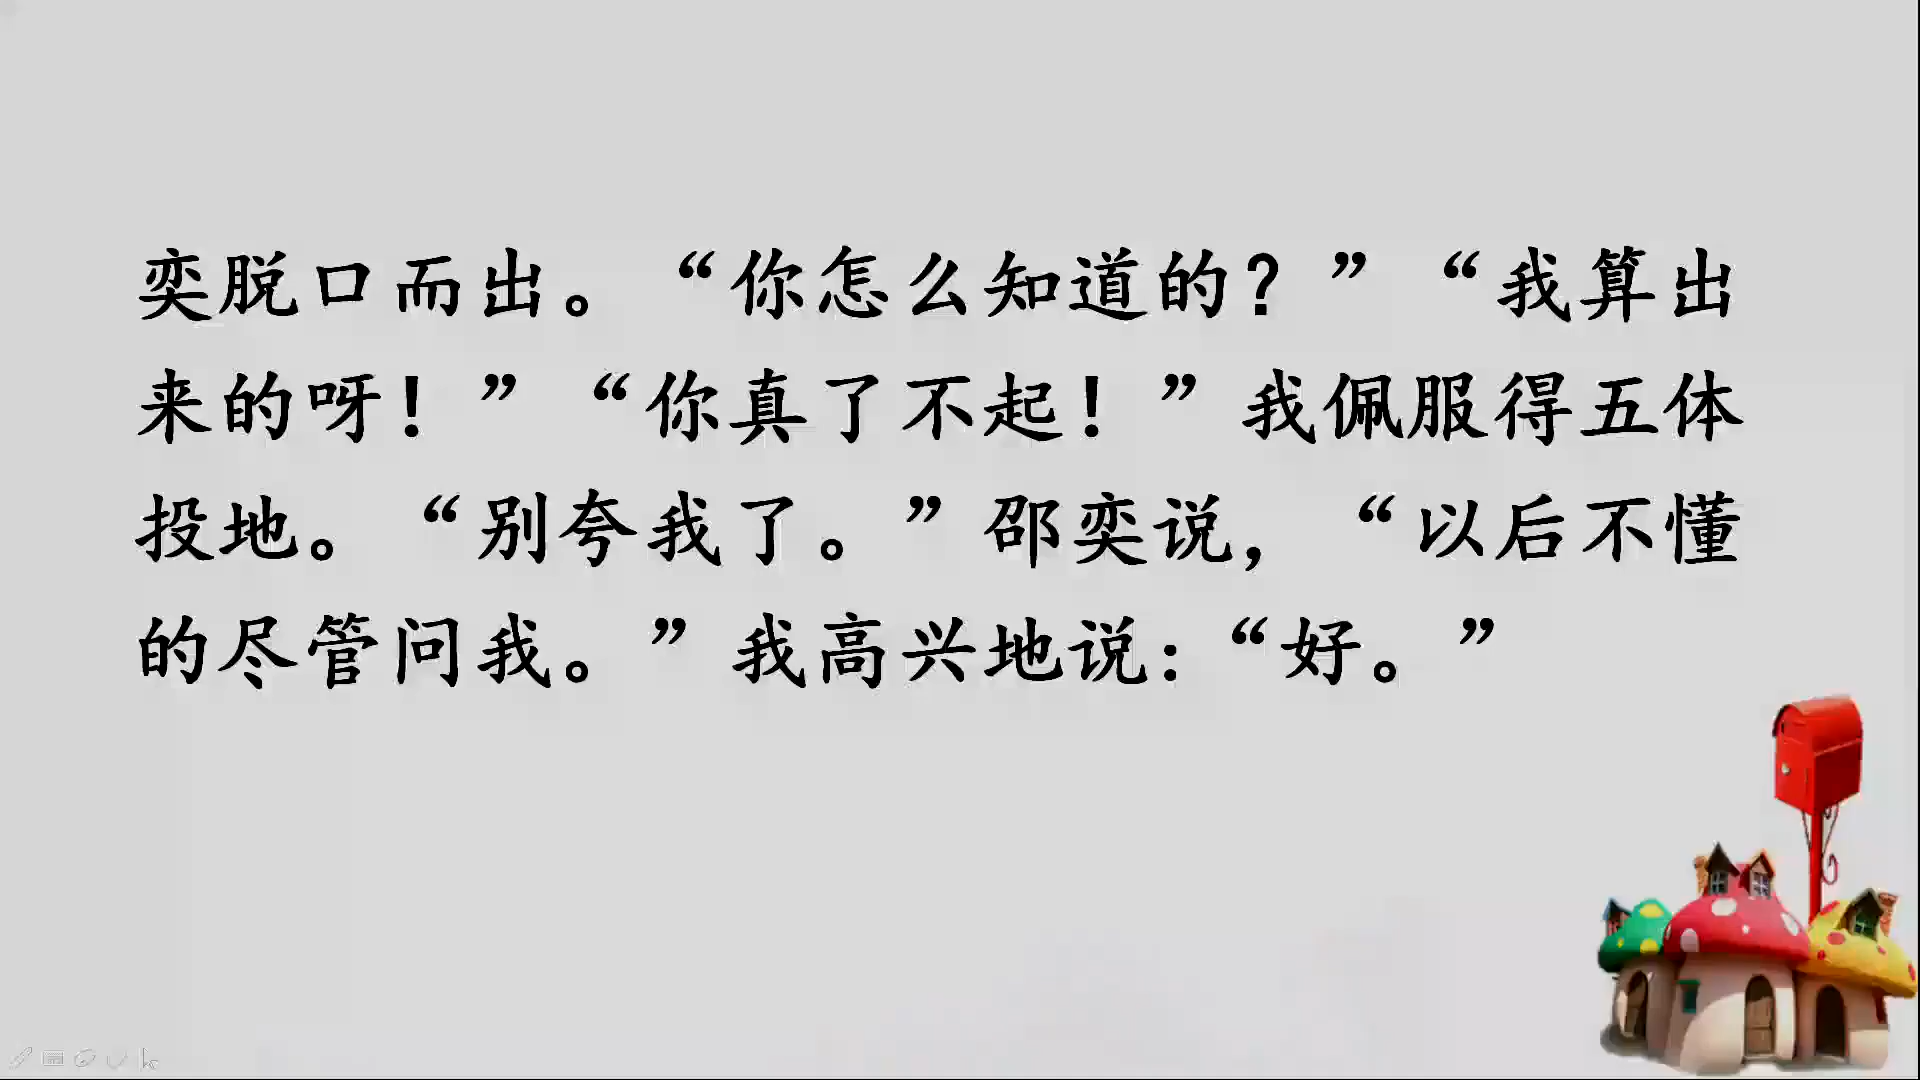 奕脱口而出。“你怎么知道的？”“我算出
来的呀！”“你真了不起！”我佩服得五体
投地。“别夸我了。”邵奕说，“以后不懂
的尽管问我。”我高兴地说：“好。”